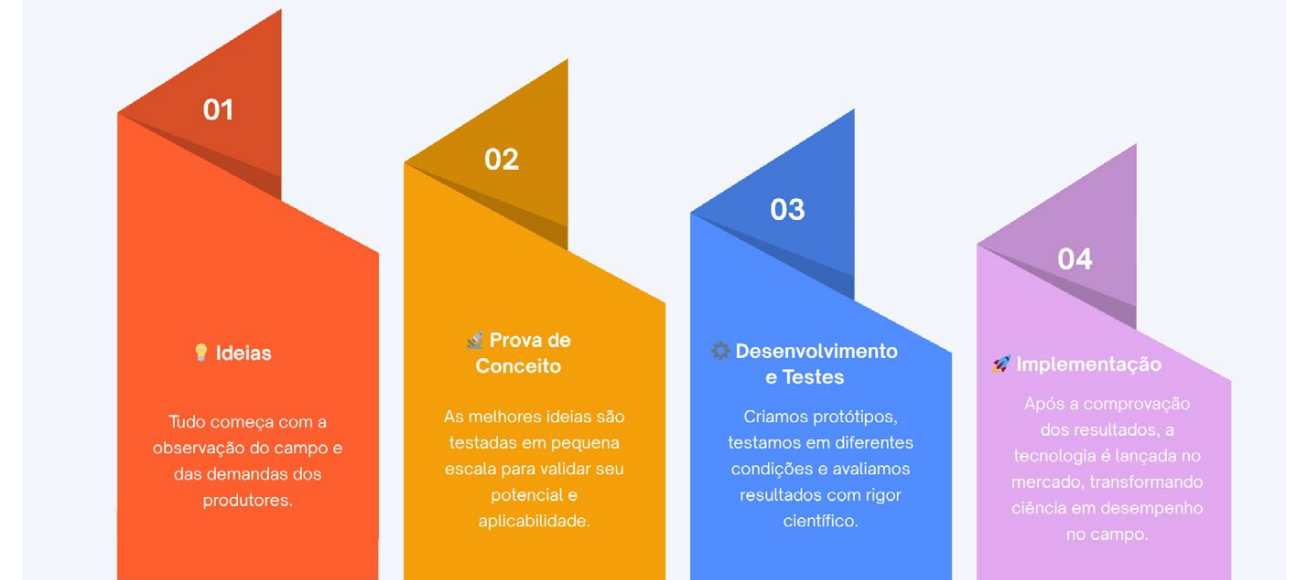 01
Ideias
Tudo começa com a
observação do campo e
das demandas dos
produtores.
02
Prova de
Conceito
As melhores ideias são
testadas em pequena
escala para validar seu
potencial e
aplicabilidade.
03
Desenvolvimento
e Testes
Criamos protótipos,
testamos em diferentes
condições e avaliamos
resultados com rigor
científico.
04
Implementação
Após a comprovação
dos resultados, a
tecnologia é lançada no
mercado, transformando
ciência em desempenho
no campo.